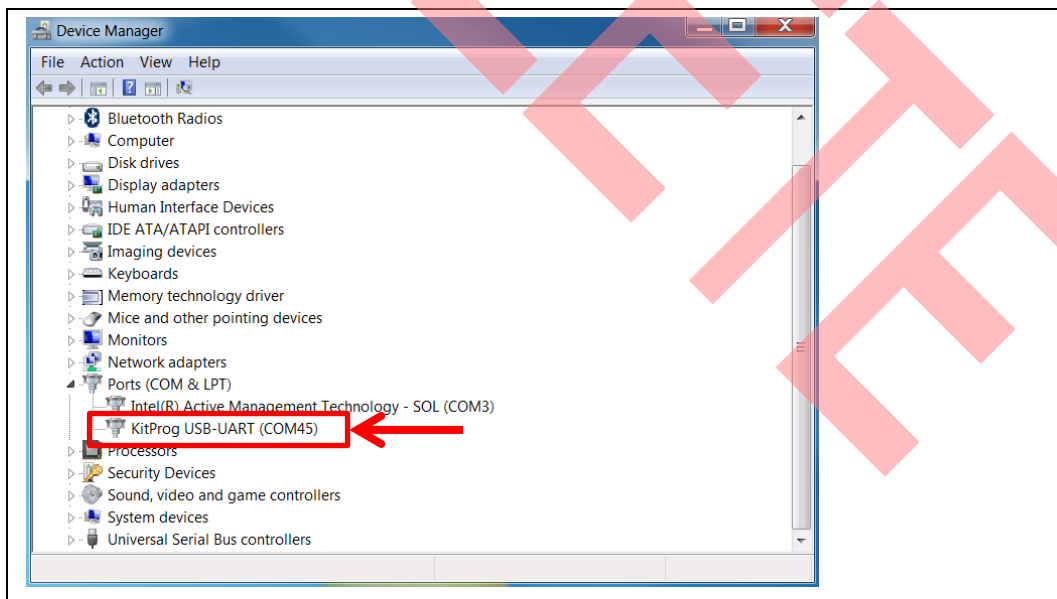 Device Manager
File Action View Help
Bluetooth Radios
Computer
Disk drives
Display adapters
Human Interface Devices
IDE ATA/ATAPI controllers
Imaging devices
Keyboards
Memory technology driver
Mice and other pointing devices
Monitors
Network adapters
Ports (COM & LPT)
Intel(R) Active Management Technology - SOL (COM3)
KitProg USB-UART (COM45)
Processors
Security Devices
Sound, video and game controllers
System devices
Universal Serial Bus controllers